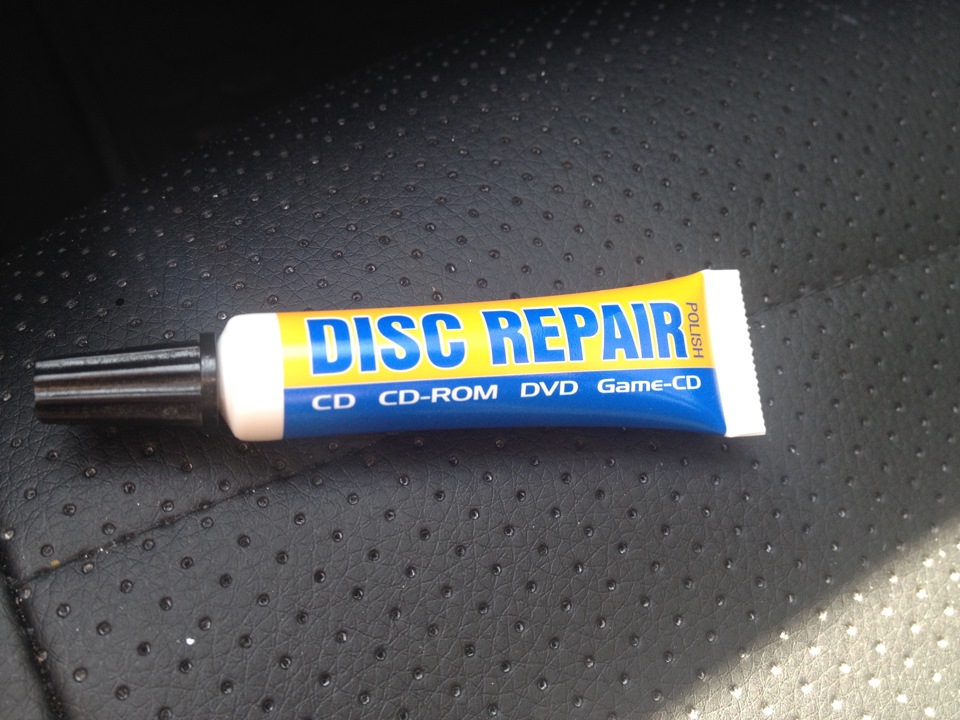 DISC REPAIR
POLISH
CD CD-ROM DVD Game-CD